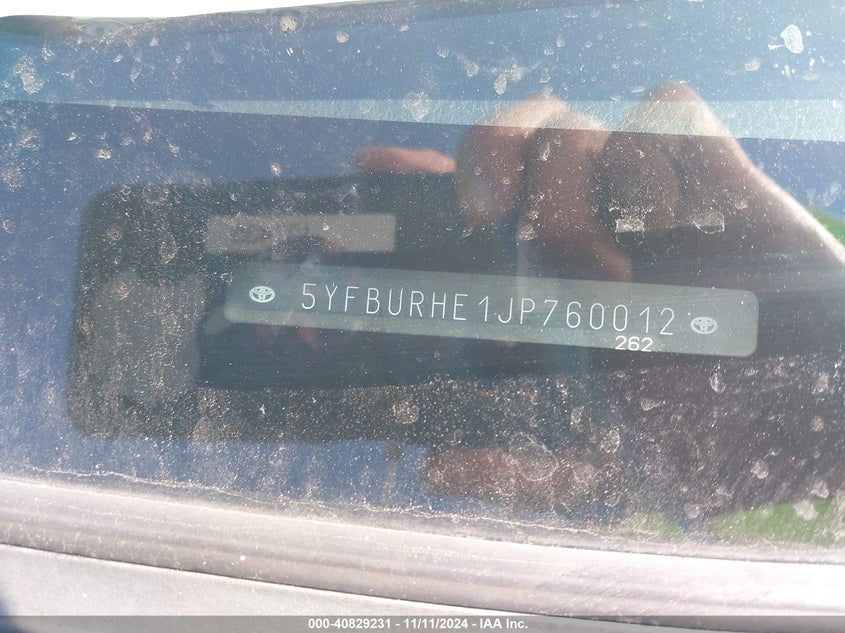 5YFBURHE1JP760012
262
000-40829231 - 11/11/2024 - IAA Inc.